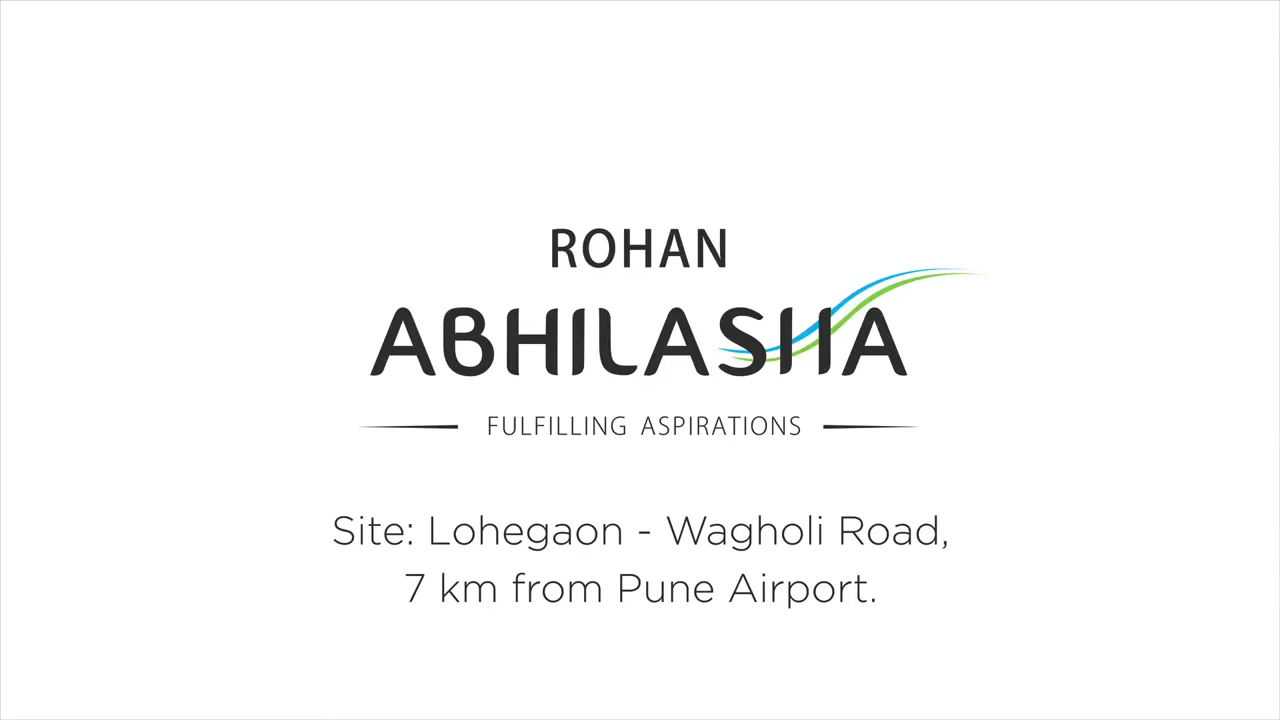 ROHAN
ABHILASHA
FULFILLING ASPIRATIONS
Site: Lohegaon - Wagholi Road,
7 km from Pune Airport.